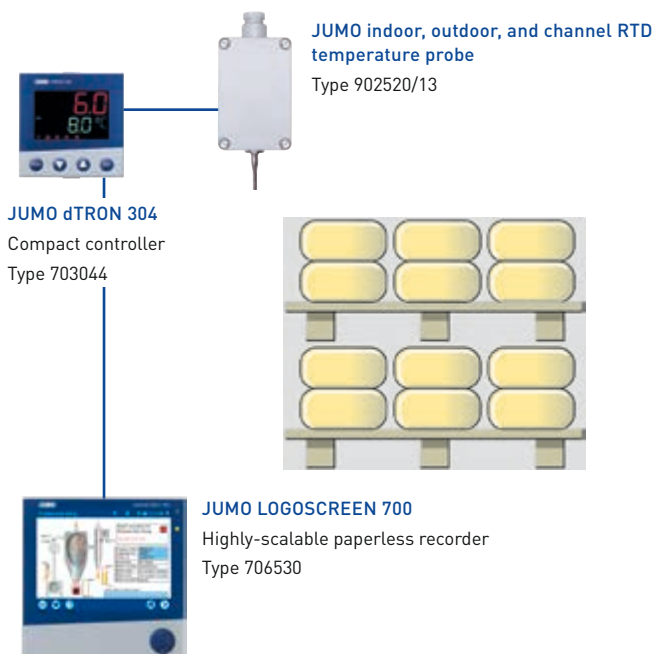 JUMO indoor, outdoor, and channel RTD
temperature probe
Type 902520/13
6.0
8.0 °C
JUMO dTRON 304
Compact controller
Type 703044
JUMO
JUMO LOGOSCREEN 700
Highly-scalable paperless recorder
Type 706530